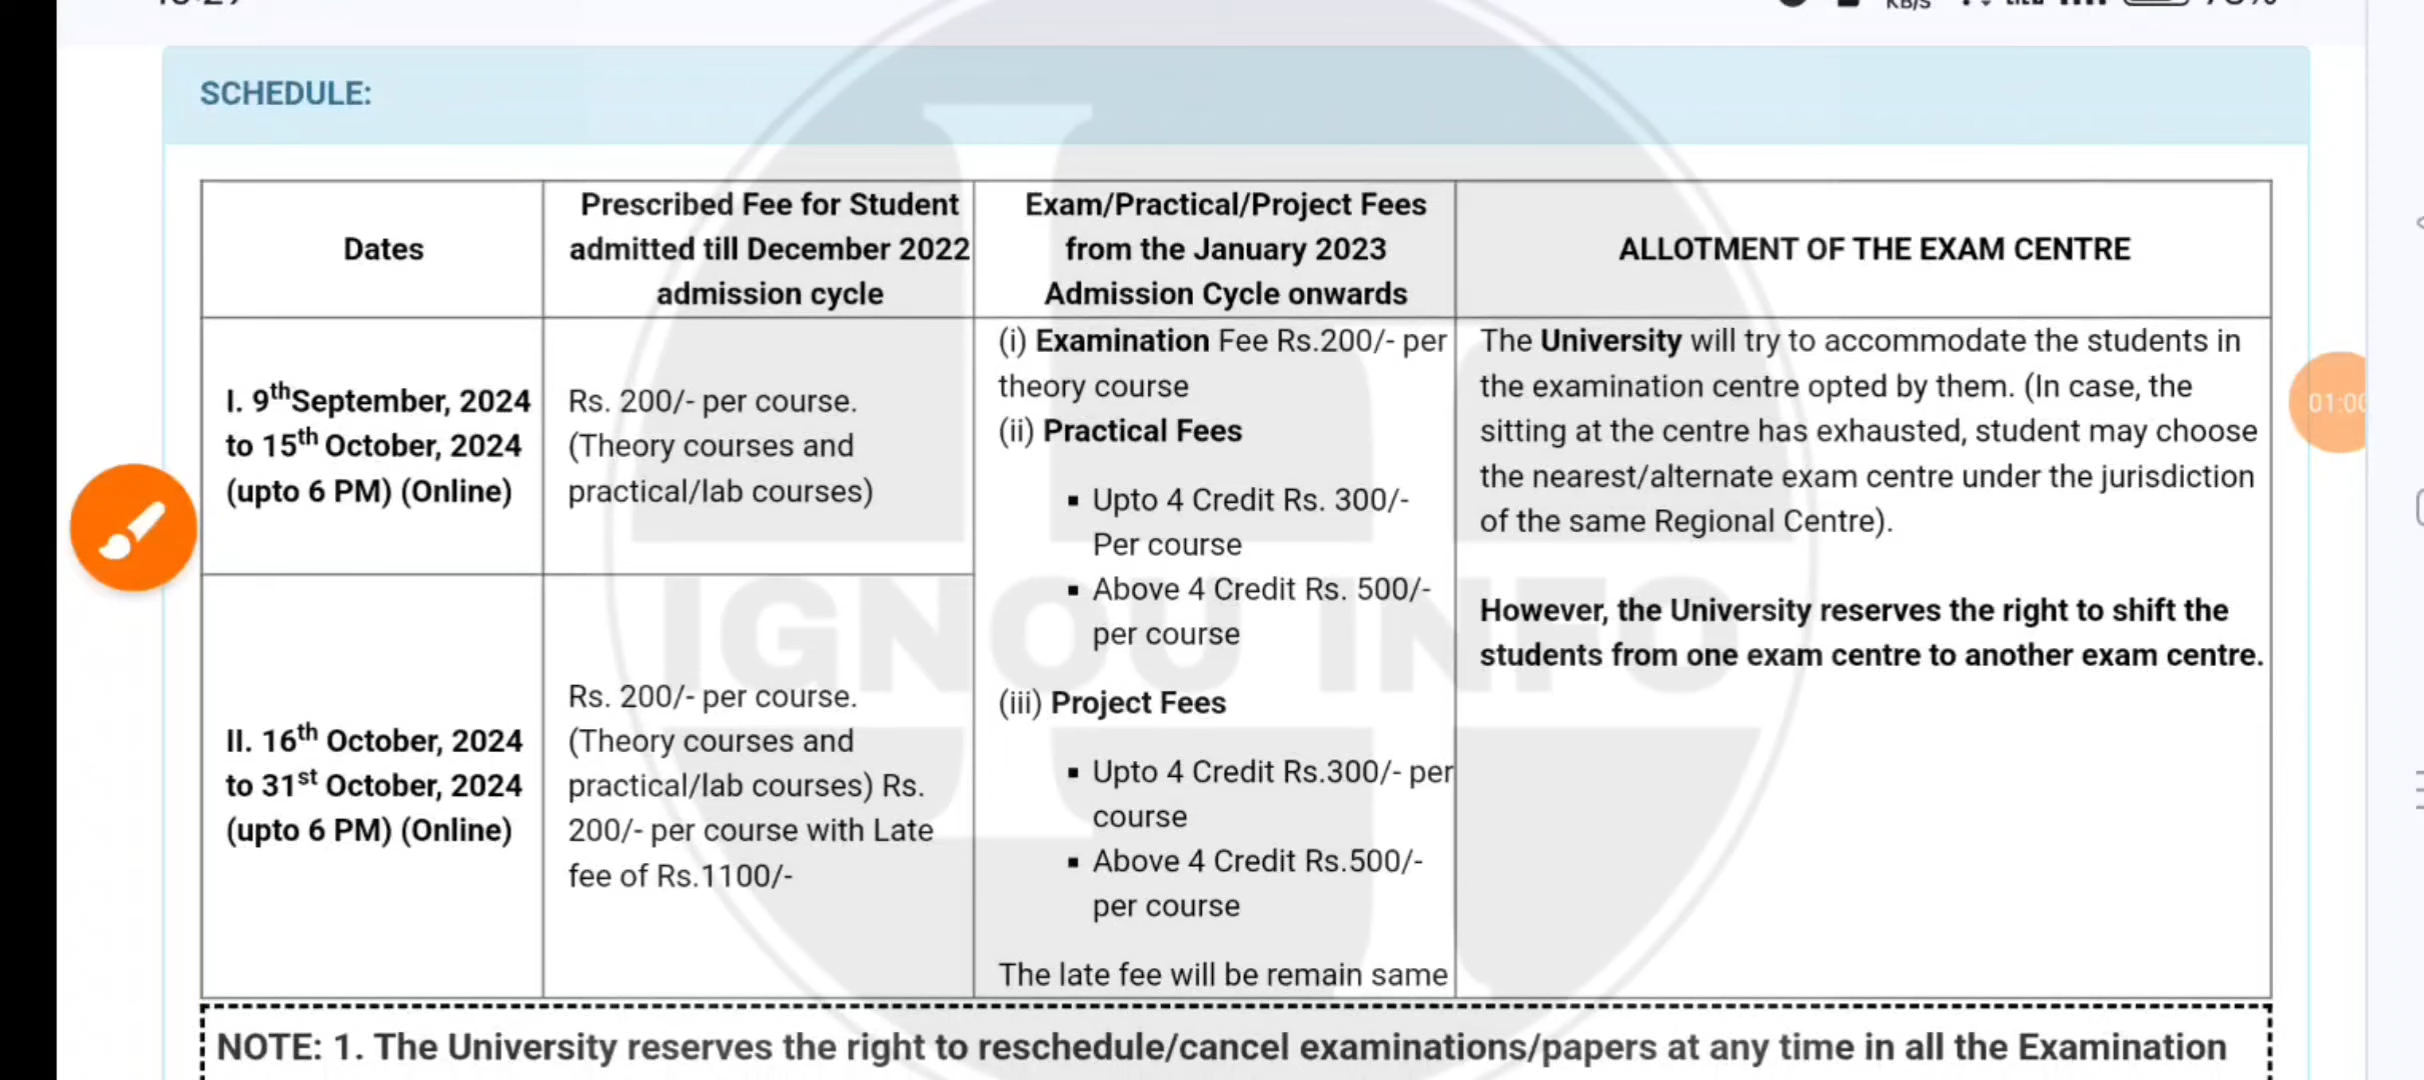 KB/S
SCHEDULE:
Dates
Prescribed Fee for Student
admitted till December 2022
admission cycle
Exam/Practical/Project Fees
from the January 2023
Admission Cycle onwards
ALLOTMENT OF THE EXAM CENTRE
I. 9thSeptember, 2024
to 15th October, 2024
(upto 6 PM) (Online)
Rs. 200/- per course.
(Theory courses and
practical/lab courses)
(i) Examination Fee Rs.200/- per
theory course
(ii) Practical Fees
▪ Upto 4 Credit Rs. 300/-
Per course
▪ Above 4 Credit Rs. 500/-
per course
(iii) Project Fees
▪ Upto 4 Credit Rs.300/- per
course
▪ Above 4 Credit Rs.500/-
per course
The late fee will be remain same
The University will try to accommodate the students in
the examination centre opted by them. (In case, the
sitting at the centre has exhausted, student may choose
the nearest/alternate exam centre under the jurisdiction
of the same Regional Centre).
However, the University reserves the right to shift the
students from one exam centre to another exam centre.
II. 16th October, 2024
to 31st October, 2024
(upto 6 PM) (Online)
Rs. 200/- per course.
(Theory courses and
practical/lab courses) Rs.
200/- per course with Late
fee of Rs.1100/-
IGNOU INFO
01:00
NOTE: 1. The University reserves the right to reschedule/cancel examinations/papers at any time in all the Examination